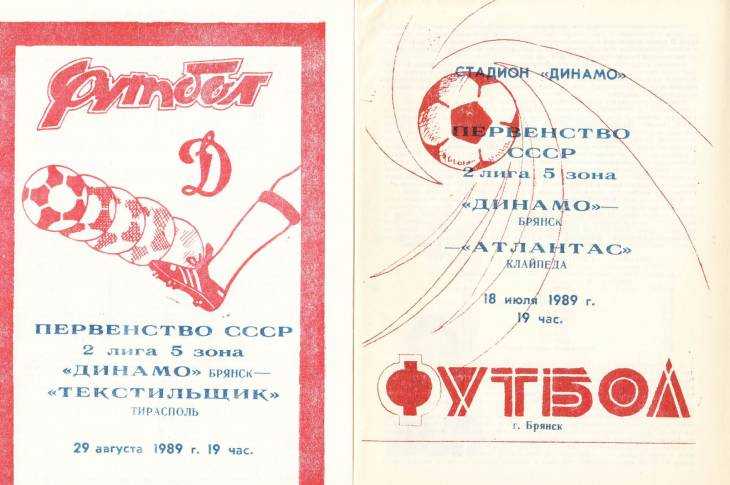 Футбол
Д
ПЕРВЕНСТВО СССР
2 лига 5 зона
«ДИНАМО» БРЯНСК—
«ТЕКСТИЛЬЩИК»
ТИРАСПОЛЬ
29 августа 1989 г. 19 час.
СТАДИОН «ДИНАМО»
ПЕРВЕНСТВО
СССР
2 лига 5 зона
«ДИНАМО»—
БРЯНСК
—«АТЛАНТАС»
КЛАЙПЕДА
18 июля 1989 г.
19 час.
ФУТБОЛ
г. Брянск